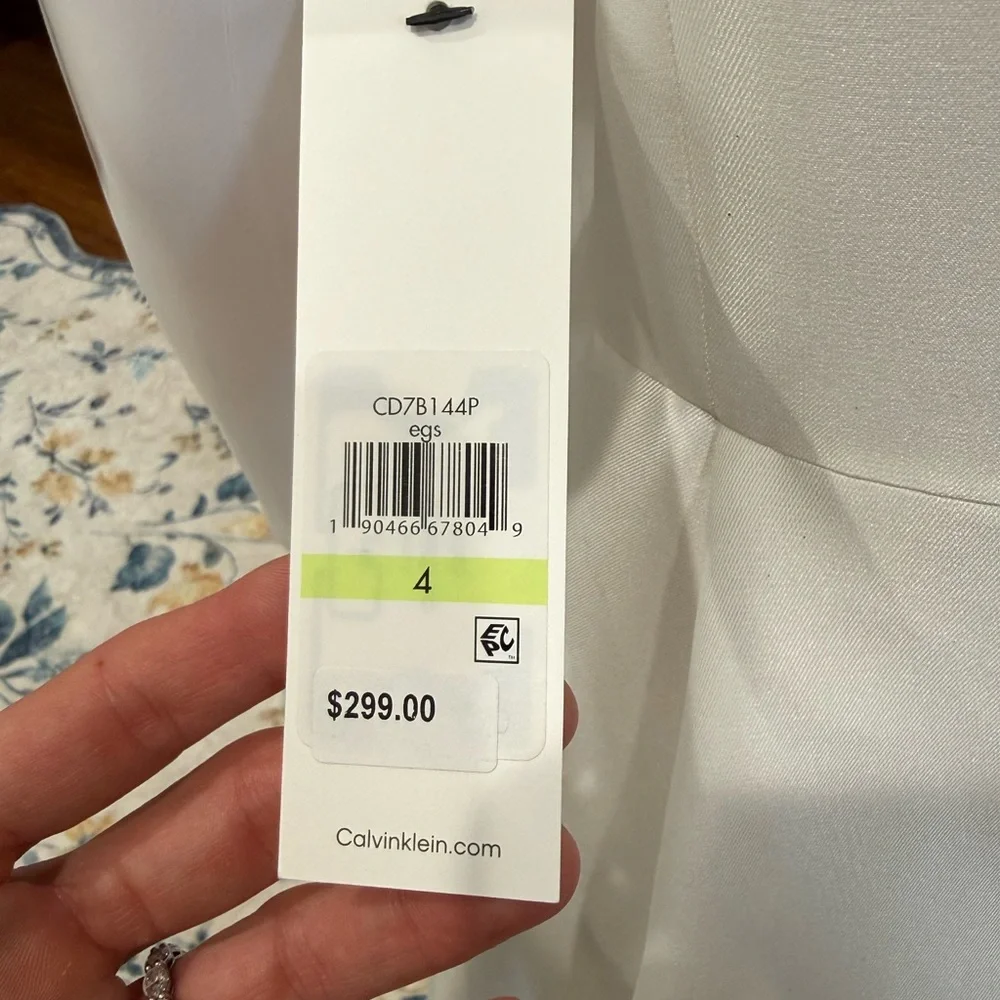 CD7B144P
egs
1 90466 67804 9
4
EPC
$299.00
Calvinklein.com